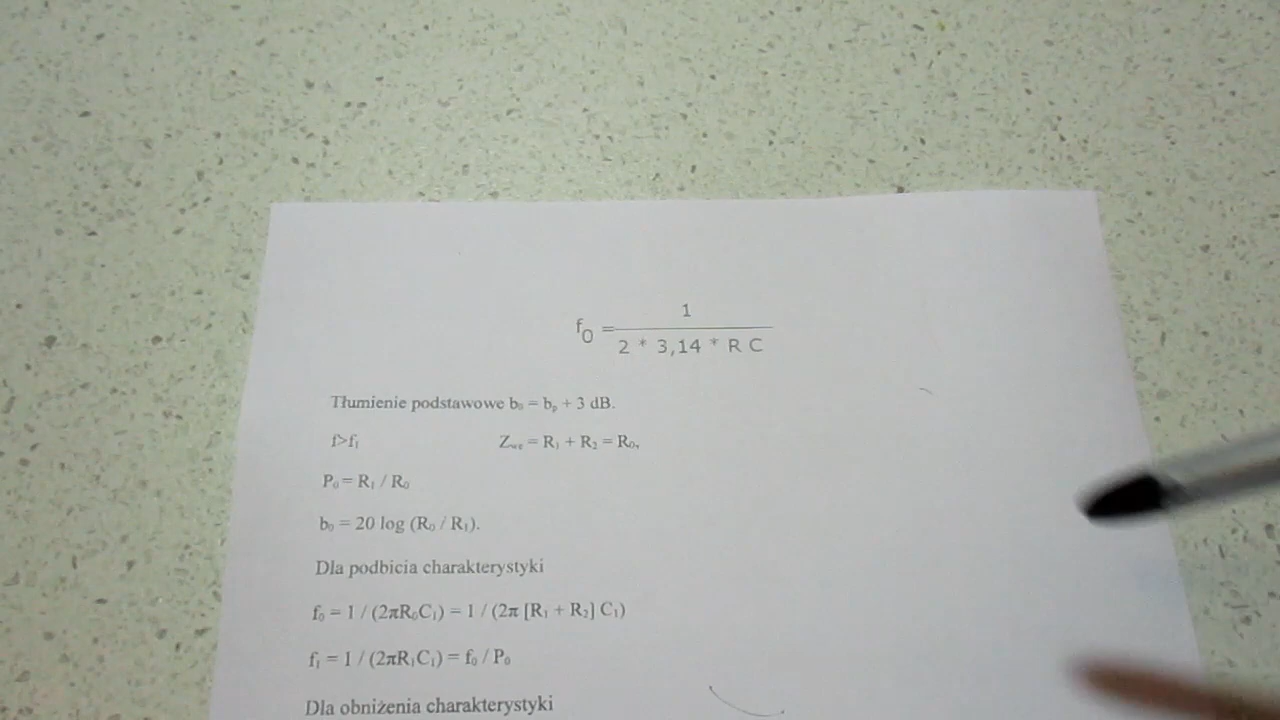 f₀ = 1 / 2 * 3,14 * R C
Tłumienie podstawowe b₀ = bₚ + 3 dB.
f>f₁ Zwe = R₁ + R₂ = R₀,
P₀ = R₁ / R₀
b₀ = 20 log (R₀ / R₁).
Dla podbicia charakterystyki
f₀ = 1 / (2πR₀C₁) = 1 / (2π [R₁ + R₂] C₁)
f₁ = 1 / (2πR₁C₁) = f₀ / P₀
Dla obniżenia charakterystyki